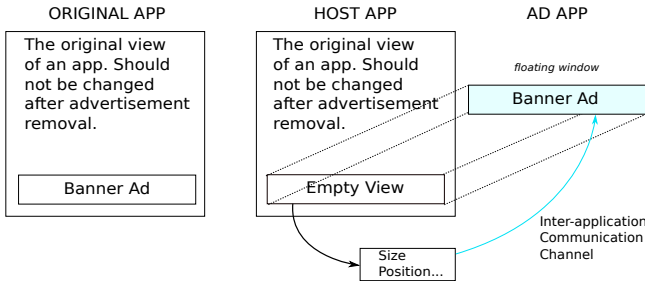 ORIGINAL APP
The original view
of an app. Should
not be changed
after advertisement
removal.
Banner Ad
HOST APP
The original view
of an app. Should
not be changed
after advertisement
removal.
Empty View
AD APP
floating window
Banner Ad
Size
Position...
Inter-application
Communication
Channel